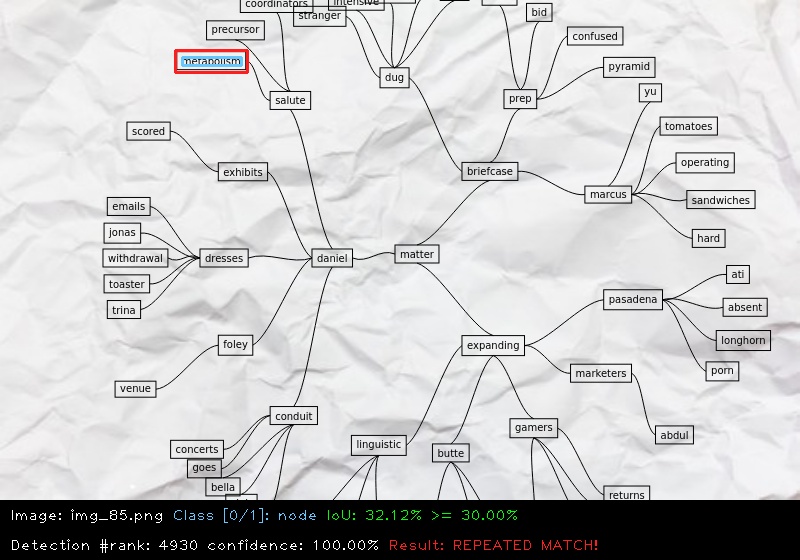 coordinators
intensive
stranger
bid
precursor
confused
metabolism
pyramid
dug
yu
salute
prep
scored
tomatoes
exhibits
briefcase
operating
marcus
sandwiches
emails
jonas
hard
withdrawal
dresses
daniel
matter
ati
toaster
pasadena
absent
trina
longhorn
foley
expanding
porn
marketers
venue
conduit
gamers
abdul
concerts
linguistic
butte
goes
bella
returns
Image: img_85.png Class [0/1]: node IoU: 32.12% >= 30.00%
Detection #rank: 4930 confidence: 100.00% Result: REPEATED MATCH!